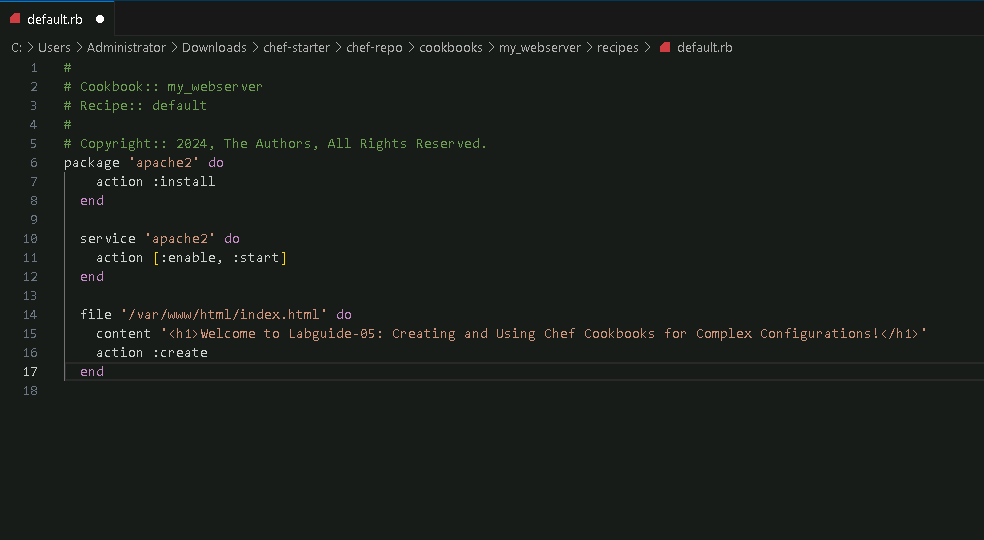 default.rb
C: > Users > Administrator > Downloads > chef-starter > chef-repo > cookbooks > my_webserver > recipes > default.rb
1 #
2 # Cookbook:: my_webserver
3 # Recipe:: default
4 #
5 # Copyright:: 2024, The Authors, All Rights Reserved.
6 package 'apache2' do
7     action :install
8   end
9
10   service 'apache2' do
11     action [:enable, :start]
12   end
13
14   file '/var/www/html/index.html' do
15     content '<h1>Welcome to Labguide-05: Creating and Using Chef Cookbooks for Complex Configurations!</h1>'
16     action :create
17   end
18